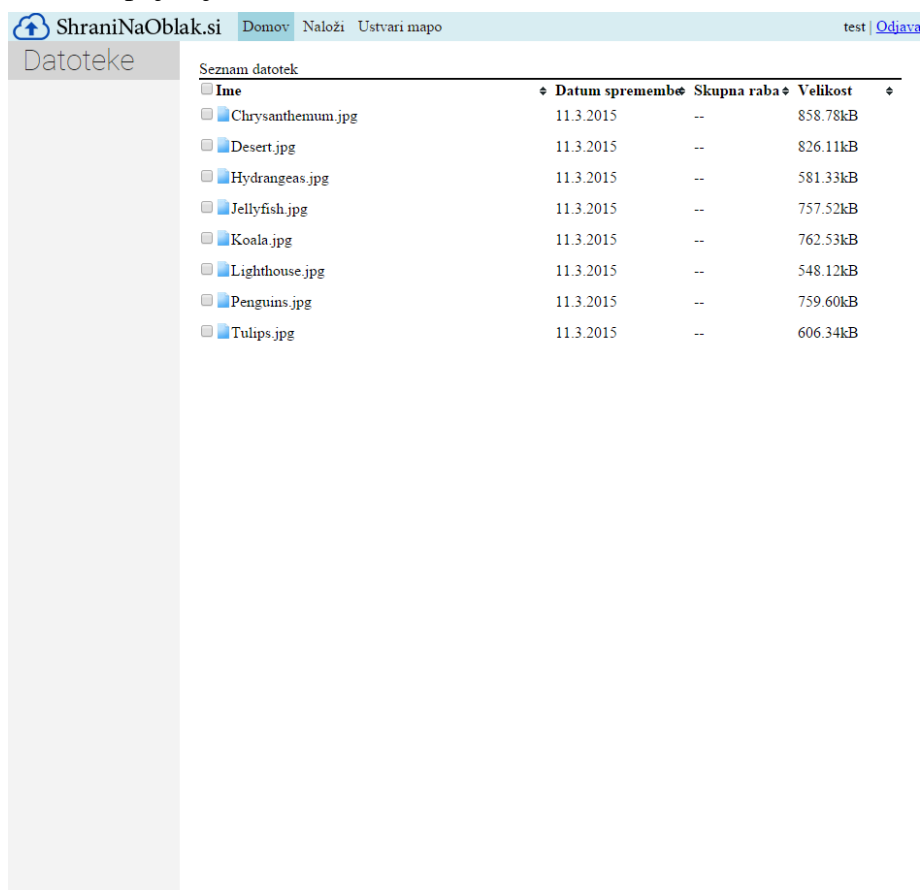 ShraniNaOblak.si Domov Naloži Ustvari mapo test | Odjava
Datoteke
Seznam datotek
Ime Datum spremembe Skupna raba Velikost
Chrysanthemum.jpg 11.3.2015 -- 858.78kB
Desert.jpg 11.3.2015 -- 826.11kB
Hydrangeas.jpg 11.3.2015 -- 581.33kB
Jellyfish.jpg 11.3.2015 -- 757.52kB
Koala.jpg 11.3.2015 -- 762.53kB
Lighthouse.jpg 11.3.2015 -- 548.12kB
Penguins.jpg 11.3.2015 -- 759.60kB
Tulips.jpg 11.3.2015 -- 606.34kB